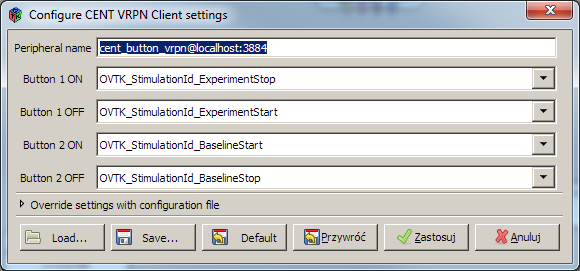 Configure CENT VRPN Client settings
Peripheral name cent_button_vrpn@localhost:3884
Button 1 ON OVTK_StimulationId_ExperimentStop
Button 1 OFF OVTK_StimulationId_ExperimentStart
Button 2 ON OVTK_StimulationId_BaselineStart
Button 2 OFF OVTK_StimulationId_BaselineStop
Override settings with configuration file
Load... Save... Default Przywróć Zastosuj Anuluj